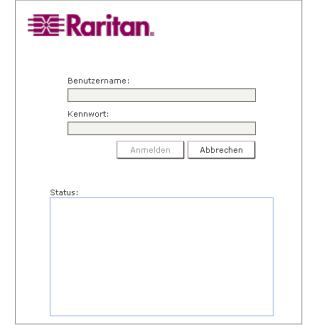 Raritan.
Benutzername:
Kennwort:
Anmelden Abbrechen
Status: